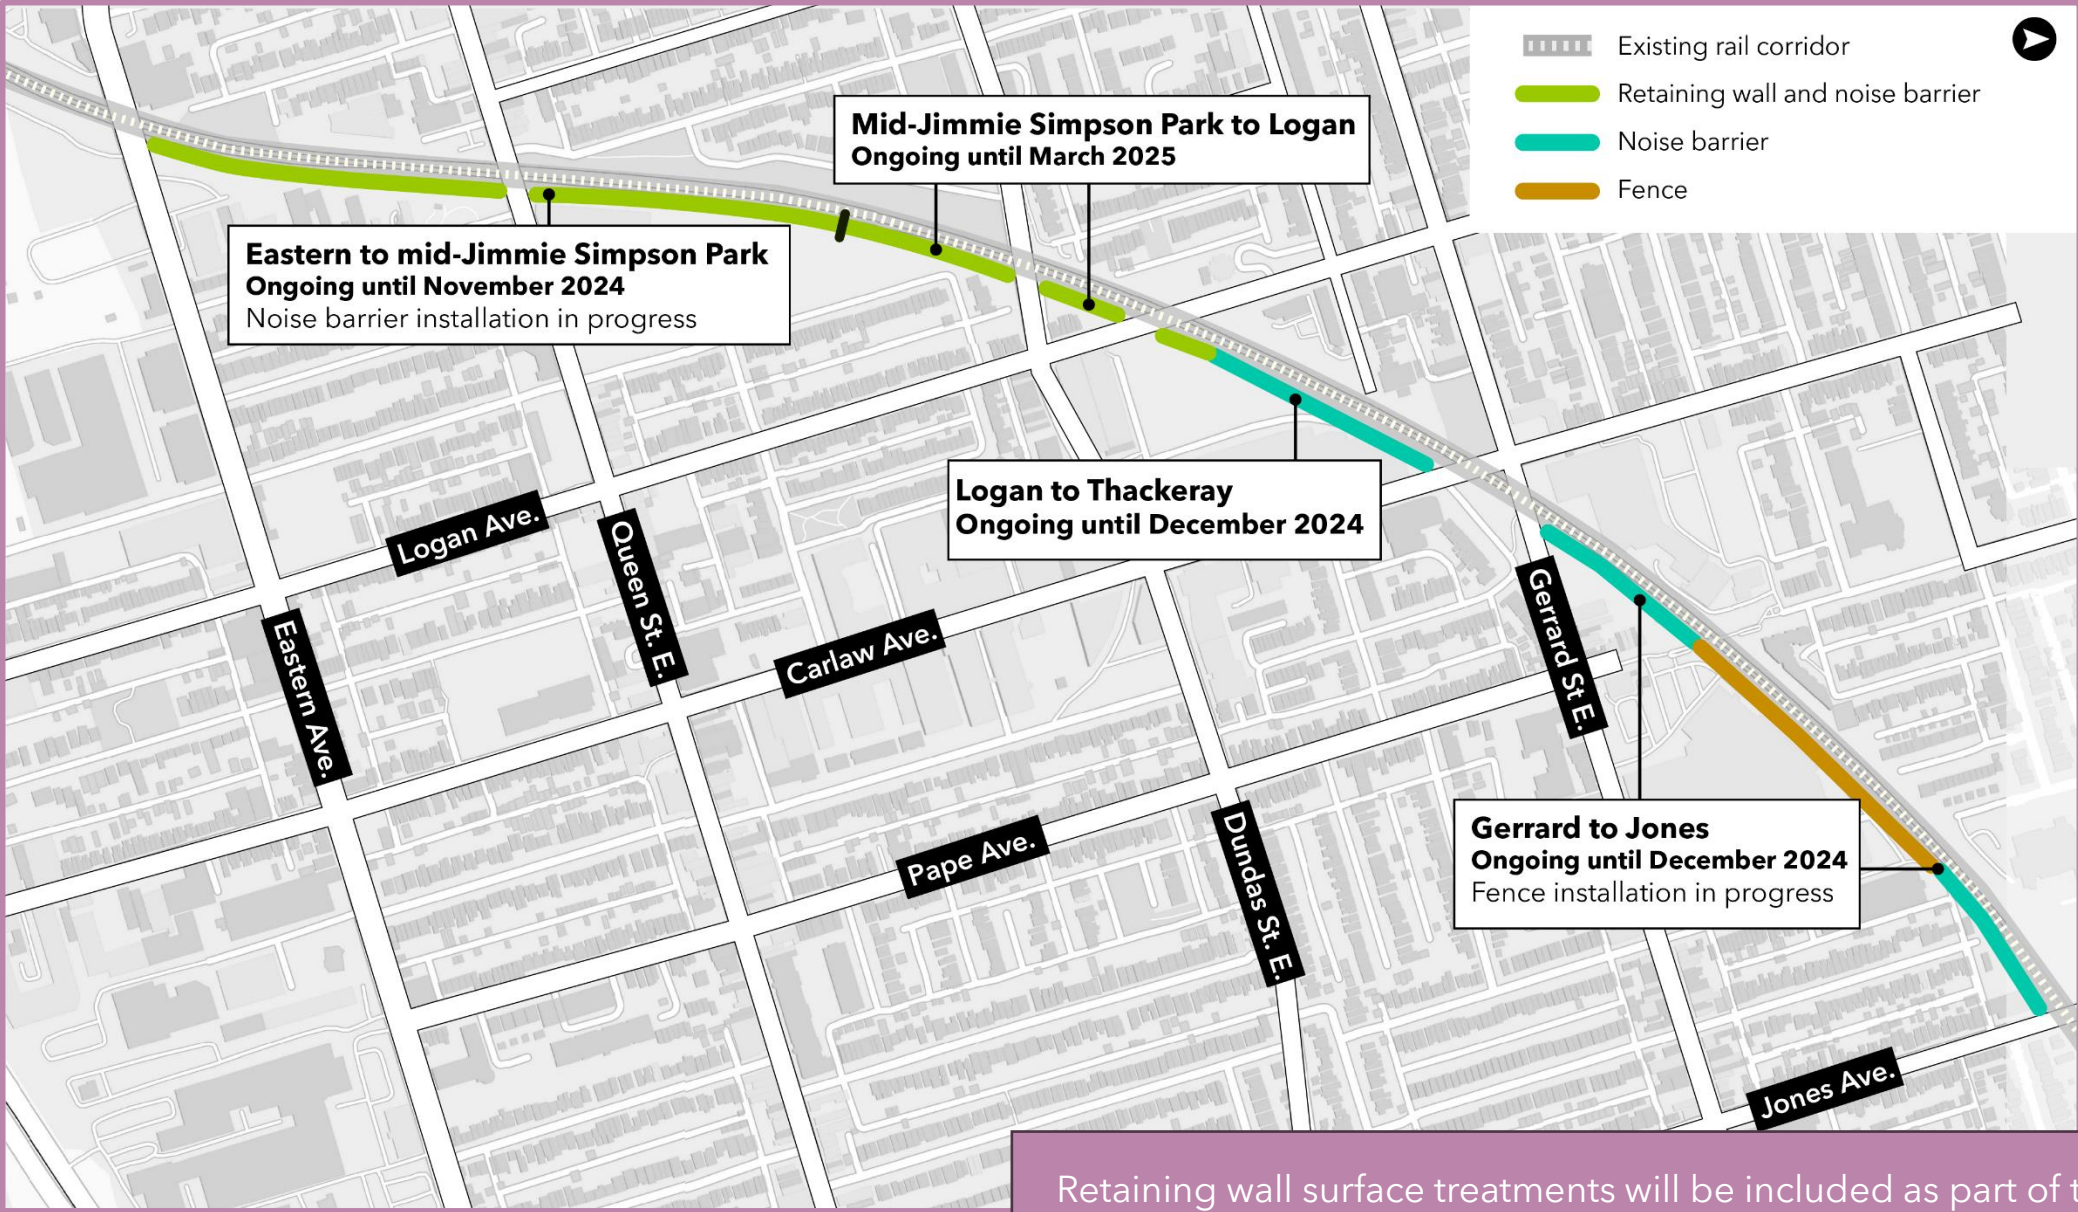 Existing rail corridor
Retaining wall and noise barrier
Noise barrier
Fence
Mid-Jimmie Simpson Park to Logan
Ongoing until March 2025
Eastern to mid-Jimmie Simpson Park
Ongoing until November 2024
Noise barrier installation in progress
Logan to Thackeray
Ongoing until December 2024
Logan Ave.
Queen St. E.
Eastern Ave.
Carlaw Ave.
Gerrard St E.
Pape Ave.
Dundas St. E.
Gerrard to Jones
Ongoing until December 2024
Fence installation in progress
Jones Ave.
Retaining wall surface treatments will be included as part of